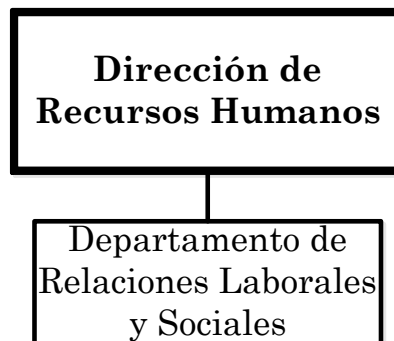 Dirección de
Recursos Humanos
Departamento de
Relaciones Laborales
y Sociales